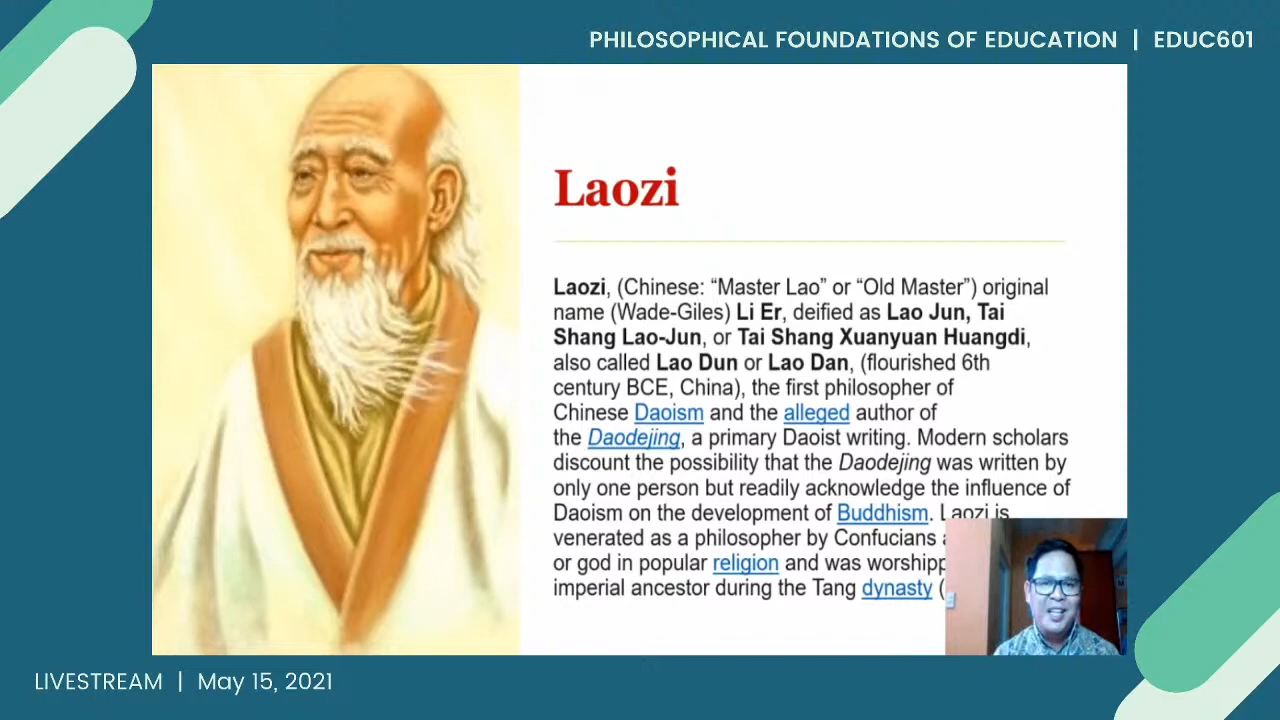 PHILOSOPHICAL FOUNDATIONS OF EDUCATION | EDUC601
Laozi
Laozi, (Chinese: “Master Lao” or “Old Master”) original
name (Wade-Giles) Li Er, deified as Lao Jun, Tai
Shang Lao-Jun, or Tai Shang Xuanyuan Huangdi,
also called Lao Dun or Lao Dan, (flourished 6th
century BCE, China), the first philosopher of
Chinese Daoism and the alleged author of
the Daodejing, a primary Daoist writing. Modern scholars
discount the possibility that the Daodejing was written by
only one person but readily acknowledge the influence of
Daoism on the development of Buddhism. Laozi is
venerated as a philosopher by Confucians
or god in popular religion and was
imperial ancestor during the Tang dynasty (
LIVESTREAM | May 15, 2021